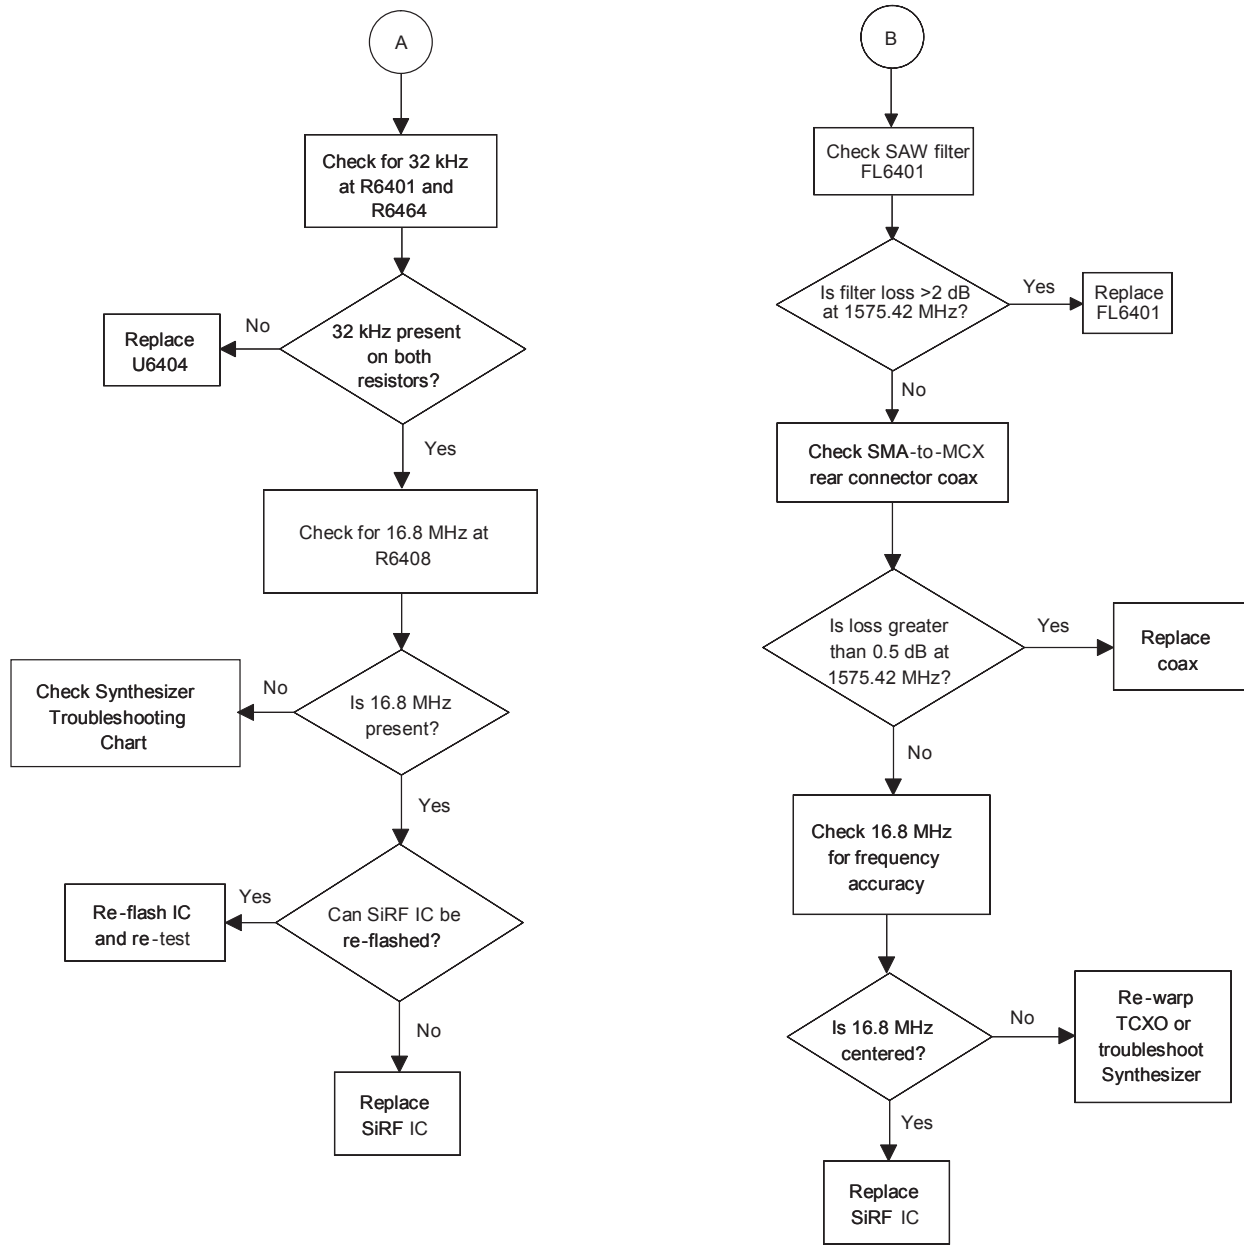 A
Check for 32 kHz
at R6401 and
R6464
32 kHz present
on both
resistors?
No
Replace
U6404
Yes
Check for 16.8 MHz at
R6408
Is 16.8 MHz
present?
No
Check Synthesizer
Troubleshooting
Chart
Yes
Can SiRF IC be
re-flashed?
Yes
Re-flash IC
and re-test
No
Replace
SiRF IC
B
Check SAW filter
FL6401
Is filter loss >2 dB
at 1575.42 MHz?
Yes
Replace
FL6401
No
Check SMA-to-MCX
rear connector coax
Is loss greater
than 0.5 dB at
1575.42 MHz?
Yes
Replace
coax
No
Check 16.8 MHz
for frequency
accuracy
Is 16.8 MHz
centered?
No
Re-warp
TCXO or
troubleshoot
Synthesizer
Yes
Replace
SiRF IC